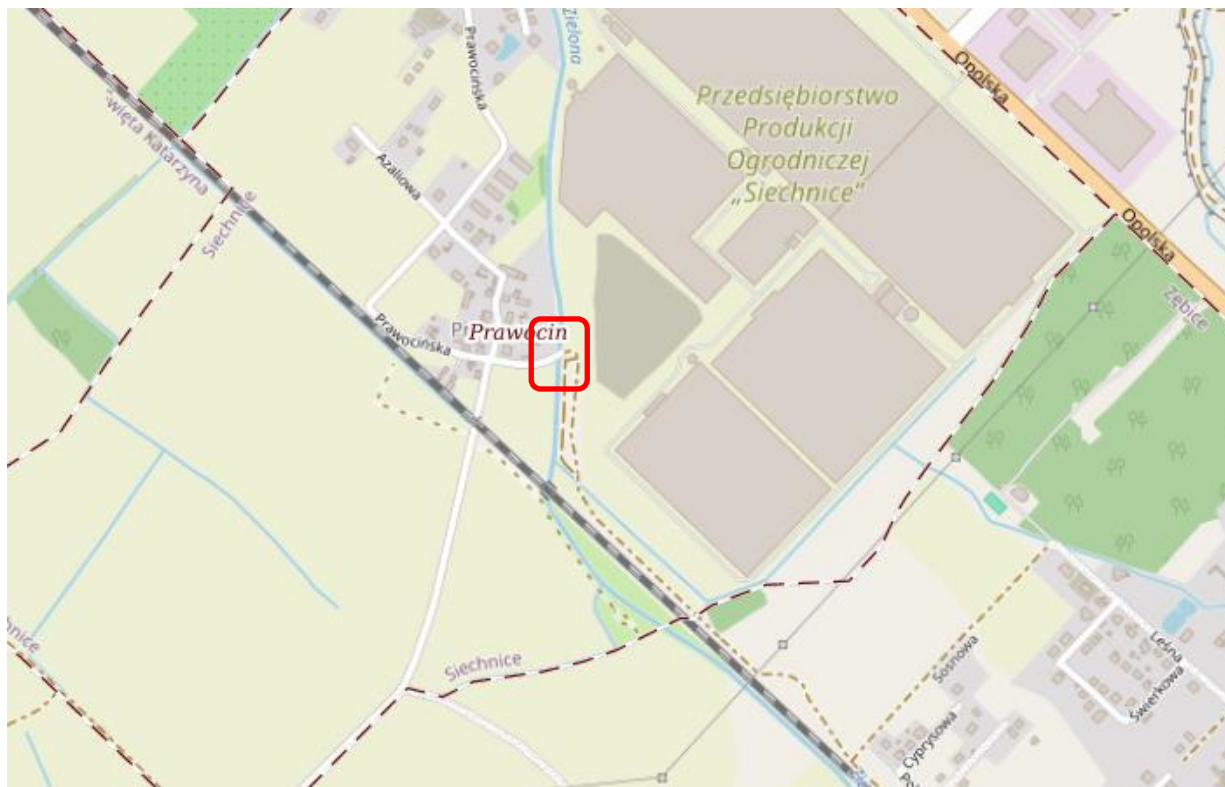 Zielona
Prawocińska
Opolska
Przedsiębiorstwo
Produkcji
Ogrodniczej
„Siechnice”
Święta Katarzyna
Siechnice
Azaliowa
Opolska
Zębice
Prawocin
Prawocińska
Siechnice
Sosnowa
Leśna
Świerkowa
Cyprysowa